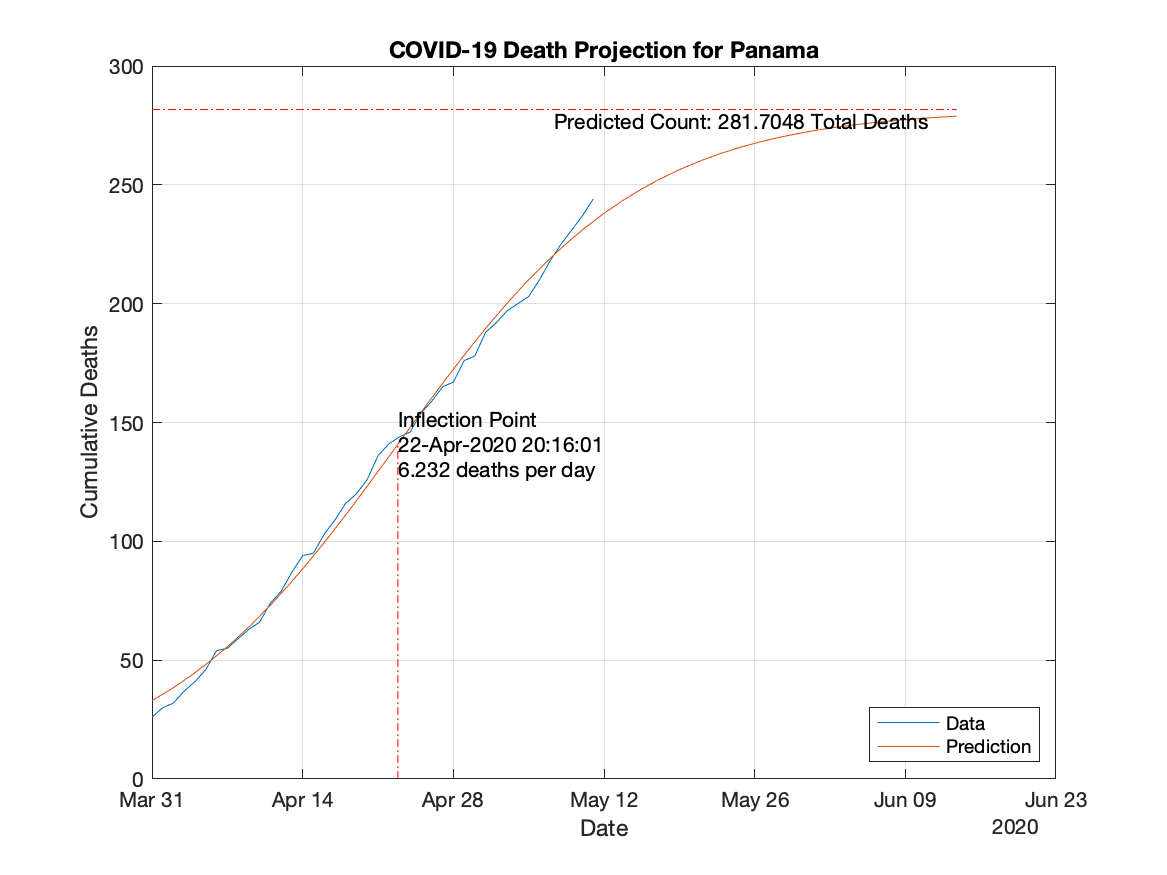 COVID-19 Death Projection for Panama
300
250
200
150
100
50
0
Cumulative Deaths
Predicted Count: 281.7048 Total Deaths
Inflection Point
22-Apr-2020 20:16:01
6.232 deaths per day
Data
Prediction
Mar 31 Apr 14 Apr 28 May 12 May 26 Jun 09 Jun 23
Date
2020